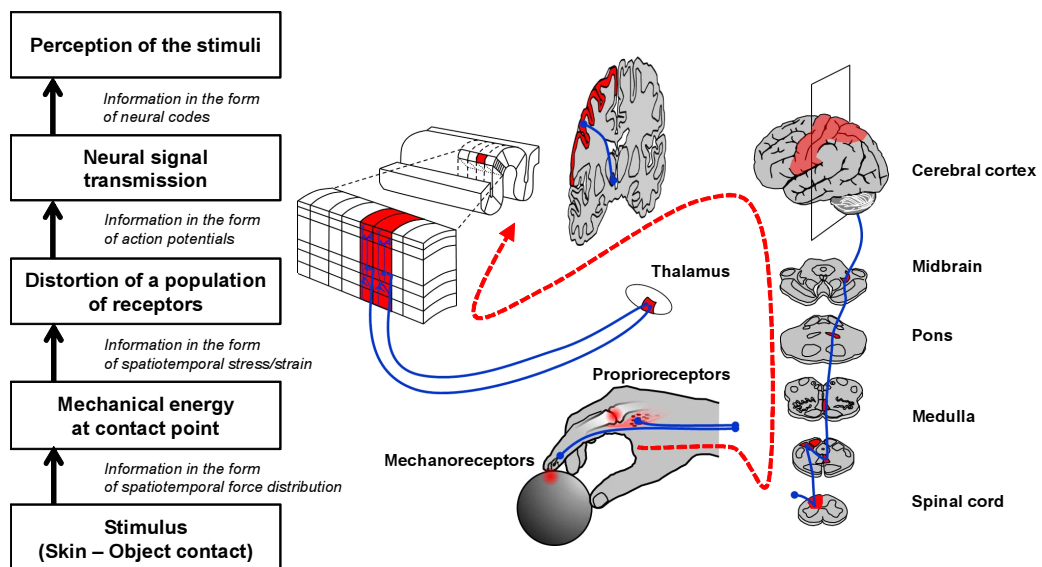 Perception of the stimuli
Information in the form
of neural codes
Neural signal
transmission
Information in the form
of action potentials
Distortion of a population
of receptors
Information in the form
of spatiotemporal stress/strain
Mechanical energy
at contact point
Information in the form
of spatiotemporal force distribution
Stimulus
(Skin – Object contact)
Thalamus
Proprioreceptors
Mechanoreceptors
Cerebral cortex
Midbrain
Pons
Medulla
Spinal cord